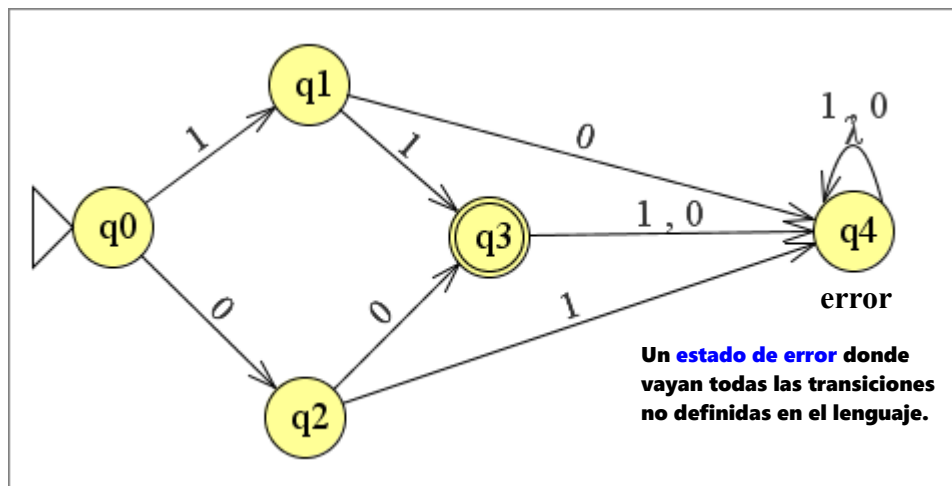 q1
1 , 0
λ
1
0
1
q0
q3
1 , 0
q4
error
0
0
1
Un estado de error donde
vayan todas las transiciones
no definidas en el lenguaje.
q2